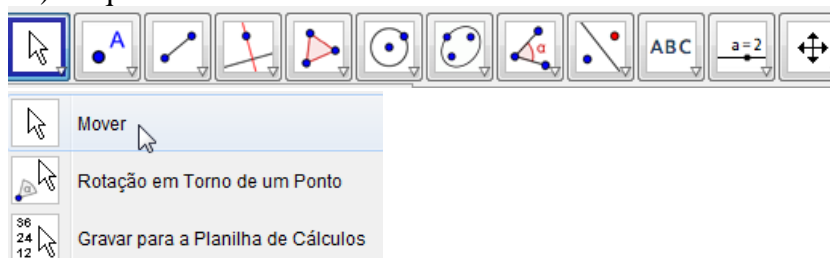 A
α
ABC
a=2
Mover
Rotação em Torno de um Ponto
α
36
24
12
Gravar para a Planilha de Cálculos